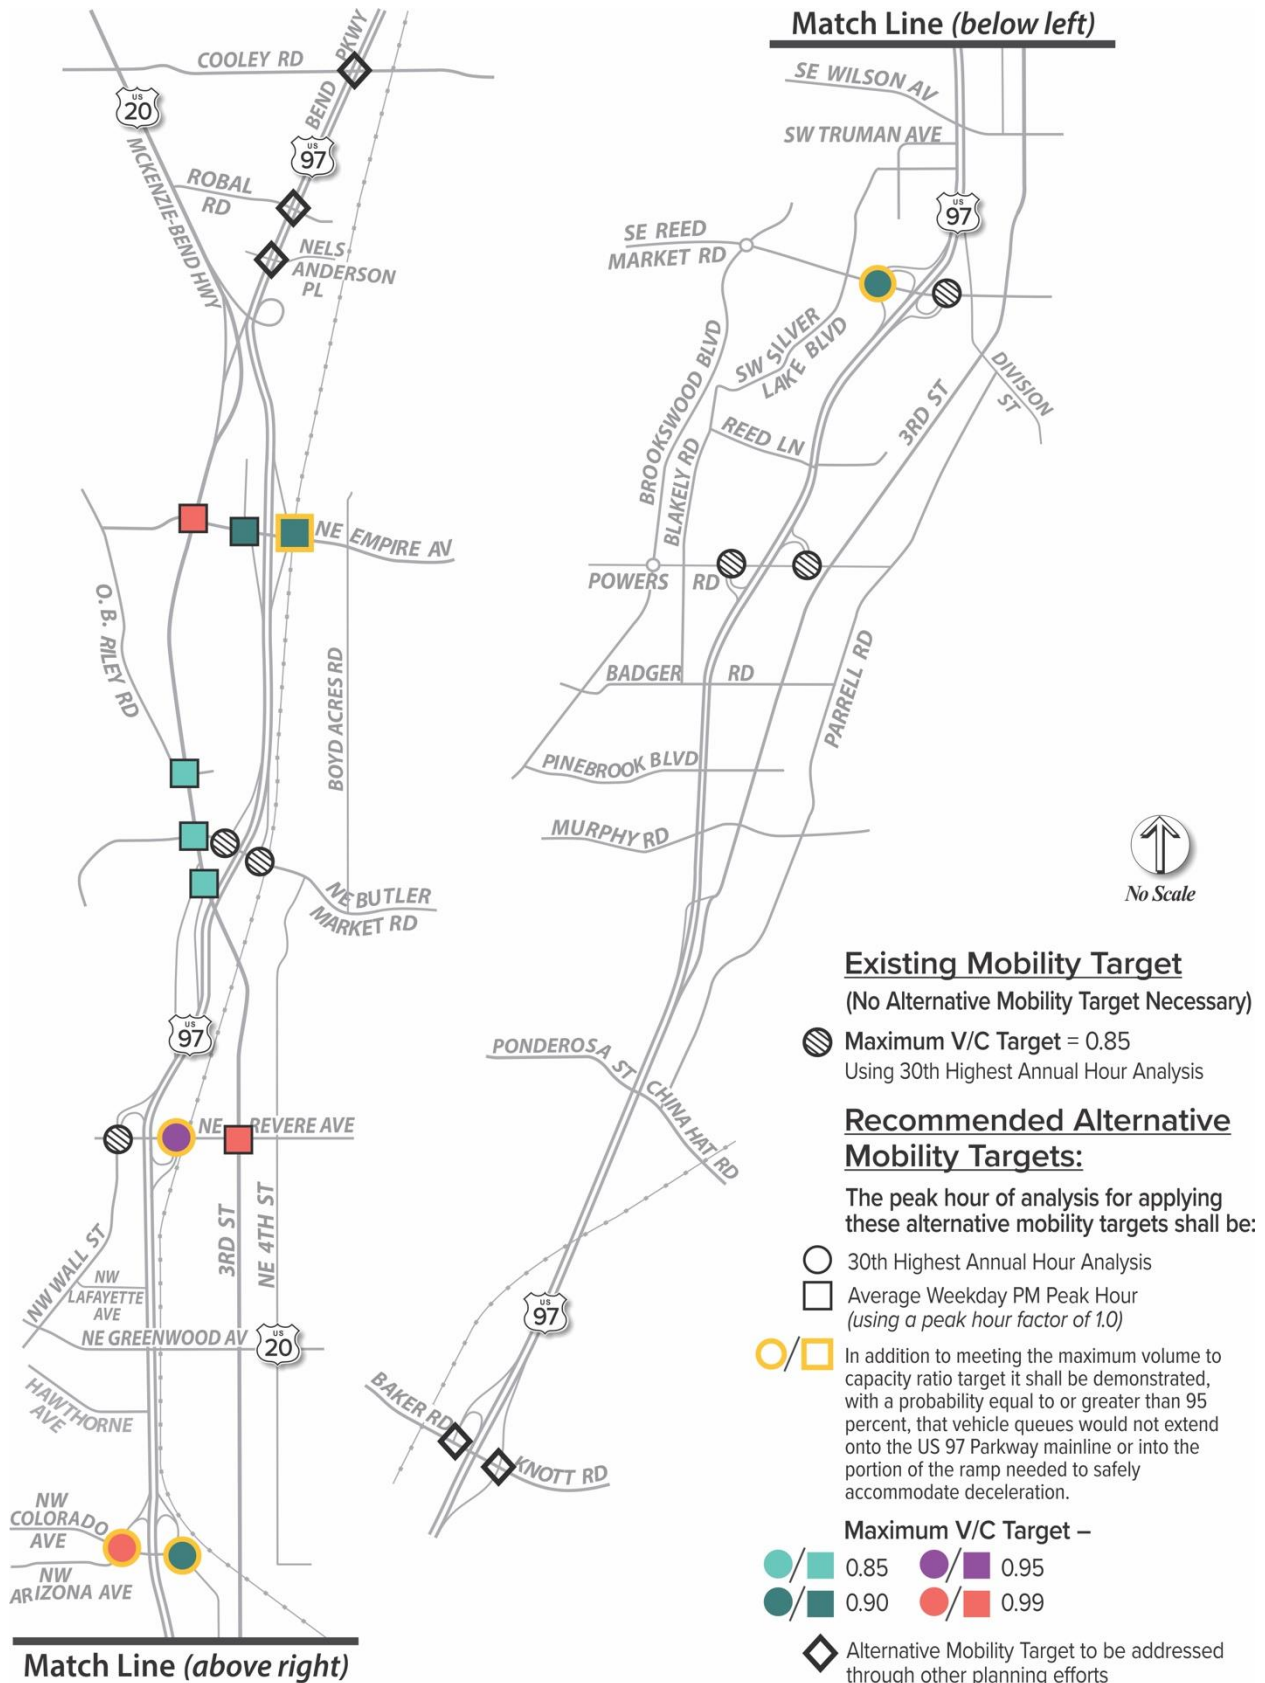 Match Line (below left)
COOLEY RD
BEND PKWY
US
20
US
97
MCKENZIE-BEND HWY
ROBAL
RD
NELS
ANDERSON
PL
NE EMPIRE AV
O. B. RILEY RD
BOYD ACRES RD
NE BUTLER
MARKET RD
US
97
NE REVERE AVE
3RD ST
NE 4TH ST
NW WALL ST
NW
LAFAYETTE
AVE
NE GREENWOOD AV
US
20
HAWTHORNE
AVE
NW
COLORADO
AVE
NW
ARIZONA AVE
Match Line (above right)
SE WILSON AV
SW TRUMAN AVE
US
97
SE REED
MARKET RD
SW SILVER
LAKE BLVD
BROOKSWOOD BLVD
BLAKELY RD
REED LN
3RD ST
DIVISION
ST
POWERS RD
BADGER RD
PARRELL RD
PINEBROOK BLVD
MURPHY RD
PONDEROSA ST
CHINA HAT RD
US
97
BAKER RD
KNOTT RD
No Scale
Existing Mobility Target
(No Alternative Mobility Target Necessary)
Maximum V/C Target = 0.85
Using 30th Highest Annual Hour Analysis
Recommended Alternative
Mobility Targets:
The peak hour of analysis for applying
these alternative mobility targets shall be:
30th Highest Annual Hour Analysis
Average Weekday PM Peak Hour
(using a peak hour factor of 1.0)
/ In addition to meeting the maximum volume to
capacity ratio target it shall be demonstrated,
with a probability equal to or greater than 95
percent, that vehicle queues would not extend
onto the US 97 Parkway mainline or into the
portion of the ramp needed to safely
accommodate deceleration.
Maximum V/C Target –
/ 0.85 / 0.95
/ 0.90 / 0.99
Alternative Mobility Target to be addressed
through other planning efforts